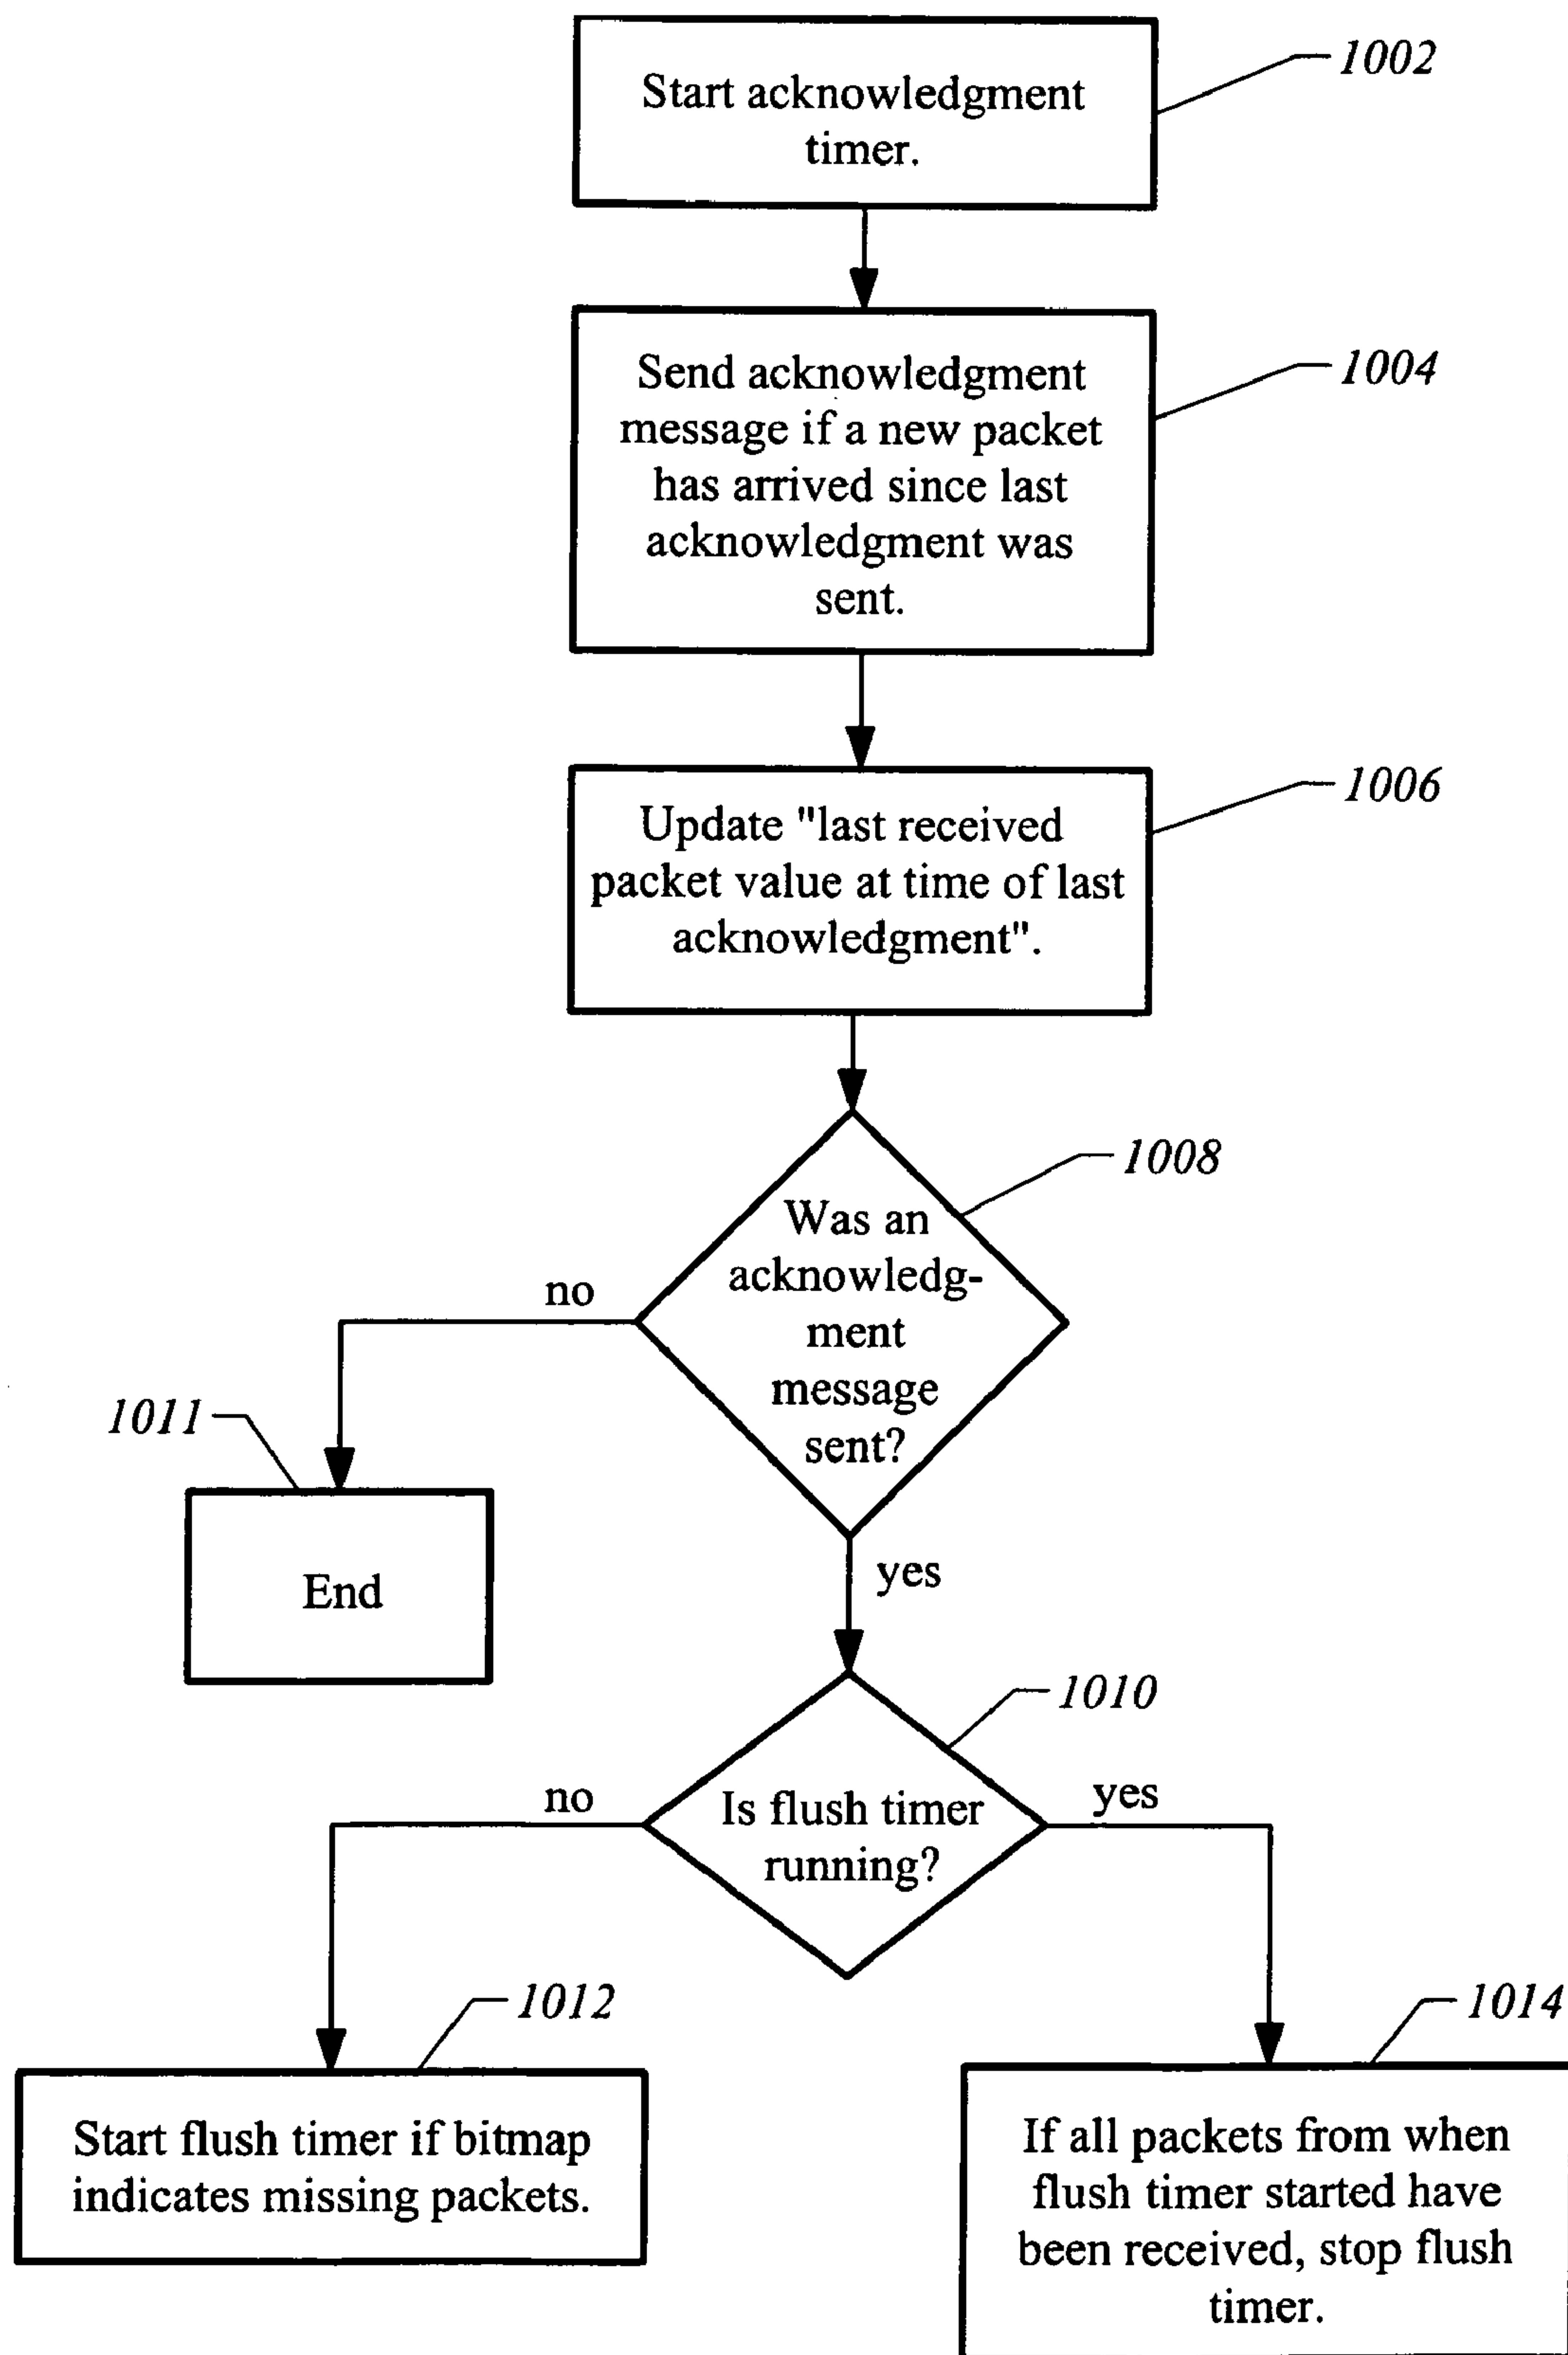 1002
Start acknowledgment
timer.
1004
Send acknowledgment
message if a new packet
has arrived since last
acknowledgment was
sent.
1006
Update "last received
packet value at time of last
acknowledgment".
1008
Was an
acknowledg-
ment
message
sent?
no
1011
End
yes
1010
Is flush timer
running?
no
yes
1012
Start flush timer if bitmap
indicates missing packets.
1014
If all packets from when
flush timer started have
been received, stop flush
timer.